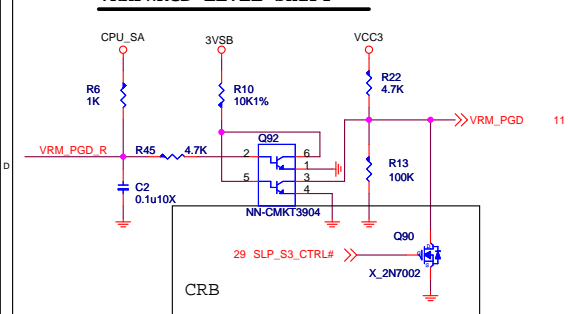 CPU_SA 3VSB VCC3
R6
1K
R10
10K1%
R22
4.7K
VRM_PGD_R R45 4.7K
Q92
2 6
1
5 3
4
VRM_PGD 11
D
C2
0.1u10X
R13
100K
NN-CMKT3904
Q90
29 SLP_S3_CTRL#
X_2N7002
CRB